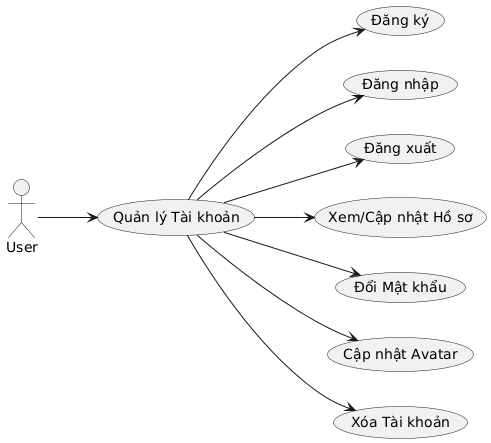 Đăng ký
Đăng nhập
Đăng xuất
Quản lý Tài khoản
Xem/Cập nhật Hồ sơ
User
Đổi Mật khẩu
Cập nhật Avatar
Xóa Tài khoản